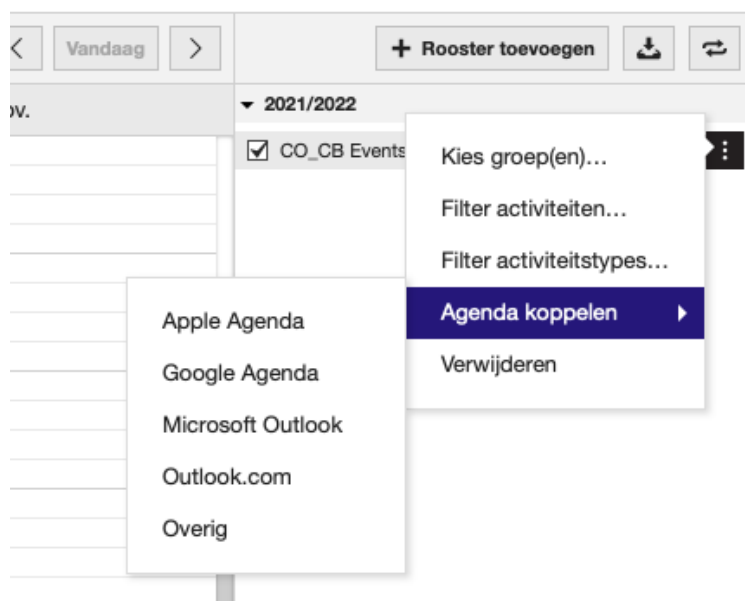 Vandaag
+ Rooster toevoegen
ov.
2021/2022
CO_CB Events
Kies groep(en)...
Filter activiteiten...
Filter activiteitstypes...
Agenda koppelen
Verwijderen
Apple Agenda
Google Agenda
Microsoft Outlook
Outlook.com
Overig